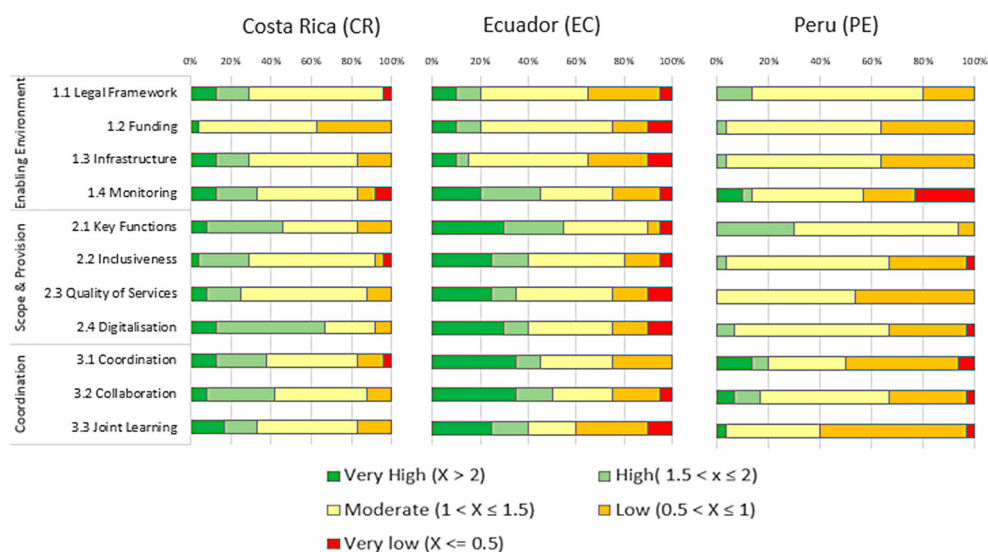 Costa Rica (CR) Ecuador (EC) Peru (PE)
0% 20% 40% 60% 80% 100% 0% 20% 40% 60% 80% 100% 0% 20% 40% 60% 80% 100%
Enabling Environment
1.1 Legal Framework
1.2 Funding
1.3 Infrastructure
1.4 Monitoring
Scope & Provision
2.1 Key Functions
2.2 Inclusiveness
2.3 Quality of Services
2.4 Digitalisation
Coordination
3.1 Coordination
3.2 Collaboration
3.3 Joint Learning
Very High (X > 2) High( 1.5 < x ≤ 2)
Moderate (1 < X ≤ 1.5) Low (0.5 < X ≤ 1)
Very low (X <= 0.5)